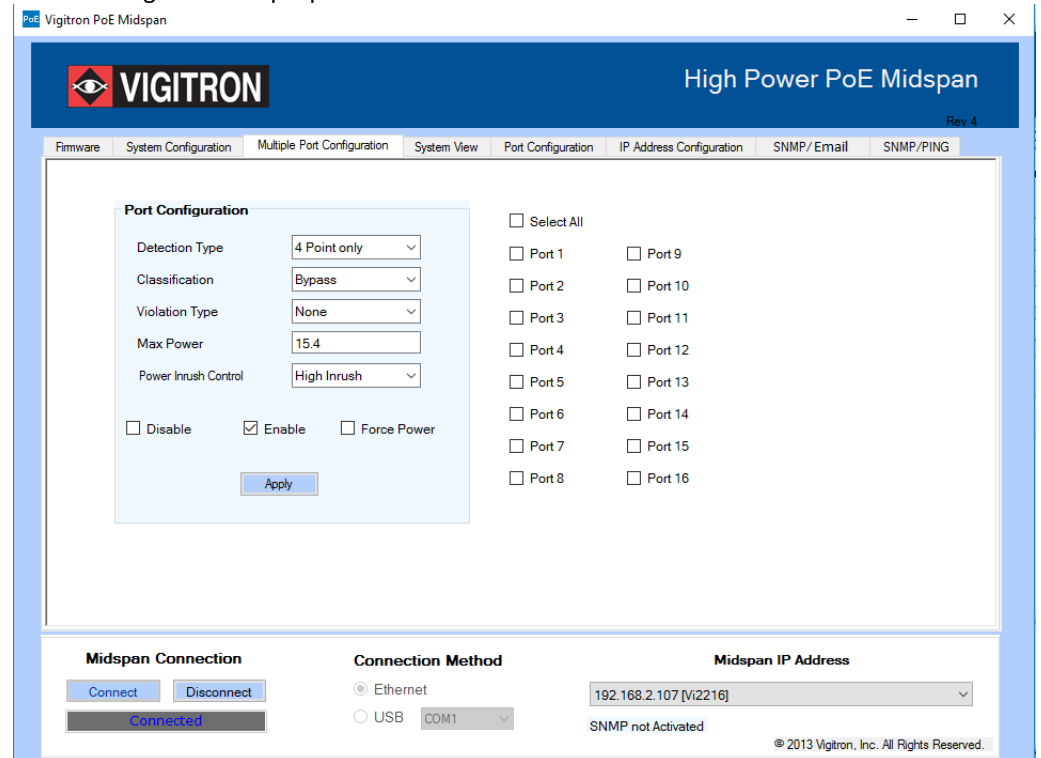 PoE Vigitron PoE Midspan
VIGITRON
High Power PoE Midspan
Rev 4
Firmware System Configuration Multiple Port Configuration System View Port Configuration IP Address Configuration SNMP/Email SNMP/PING
Port Configuration
Detection Type 4 Point only
Classification Bypass
Violation Type None
Max Power 15.4
Power Inrush Control High Inrush
Disable Enable Force Power
Apply
Select All
Port 1 Port 9
Port 2 Port 10
Port 3 Port 11
Port 4 Port 12
Port 5 Port 13
Port 6 Port 14
Port 7 Port 15
Port 8 Port 16
Midspan Connection
Connect Disconnect
Connected
Connection Method
Ethernet
USB COM1
Midspan IP Address
192.168.2.107 [Vi2216]
SNMP not Activated
© 2013 Vigitron, Inc. All Rights Reserved.